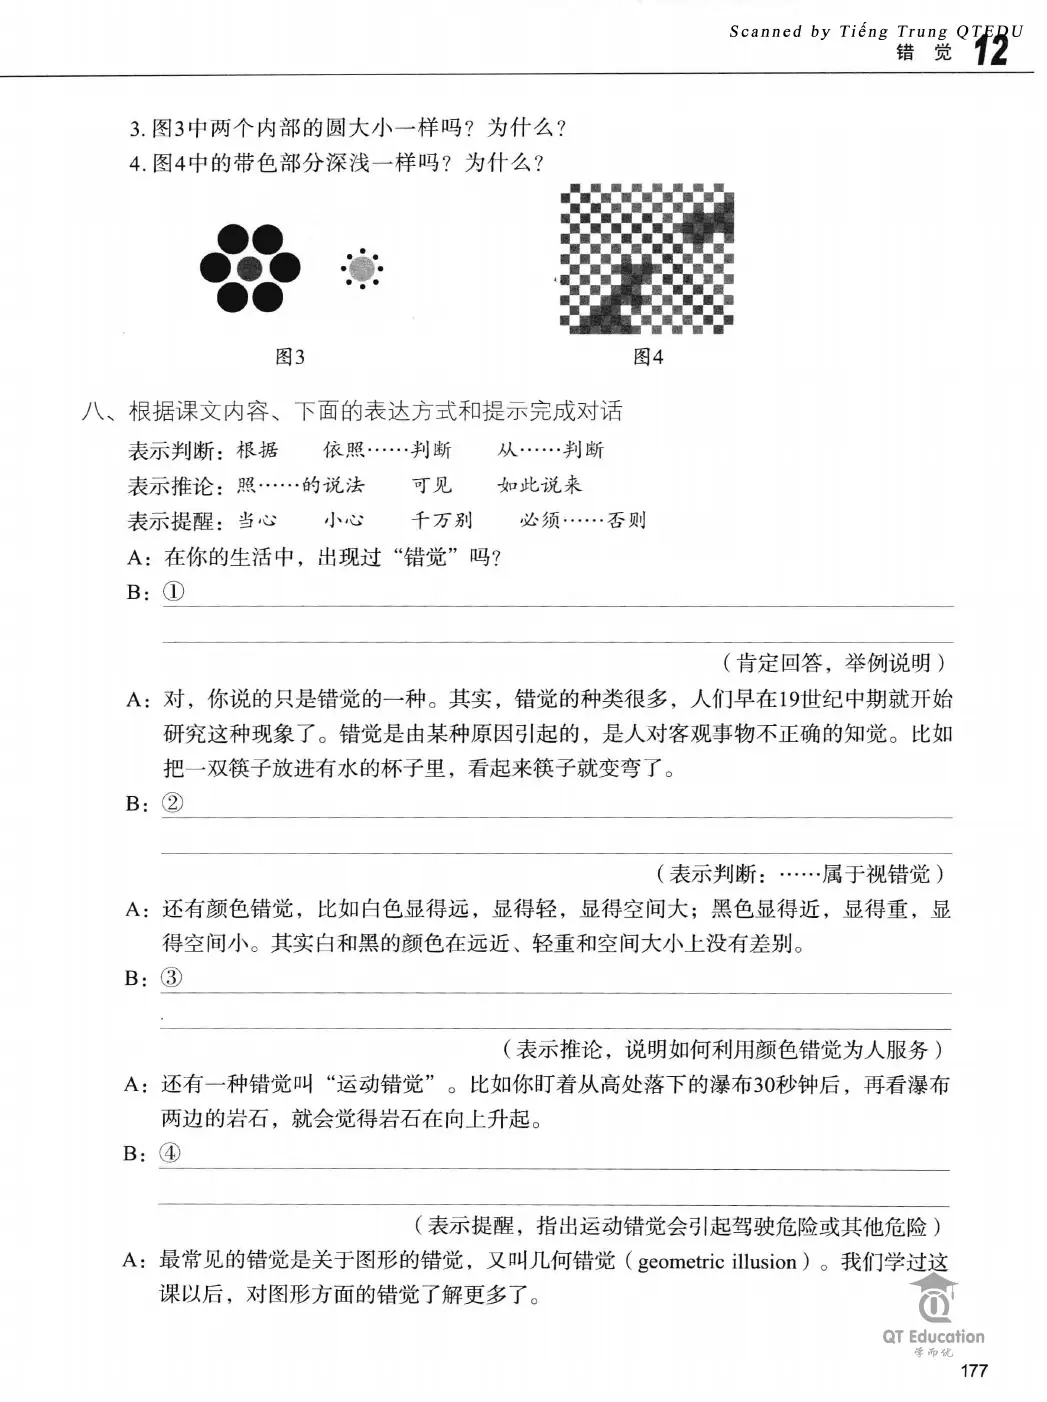 Scanned by Tiếng Trung QTEDU
错 觉 12
3. 图3中两个内部的圆大小一样吗？为什么？
4. 图4中的带色部分深浅一样吗？为什么？
图3 图4
八、根据课文内容、下面的表达方式和提示完成对话
表示判断：根据 依照……判断 从……判断
表示推论：照……的说法 可见 如此说来
表示提醒：当心 小心 千万别 必须……否则
A：在你的生活中，出现过“错觉”吗？
B：①
（肯定回答，举例说明）
A：对，你说的只是错觉的一种。其实，错觉的种类很多，人们早在19世纪中期就开始
研究这种现象了。错觉是由某种原因引起的，是人对客观事物不正确的知觉。比如
把一双筷子放进有水的杯子里，看起来筷子就变弯了。
B：②
（表示判断：……属于视错觉）
A：还有颜色错觉，比如白色显得远，显得轻，显得空间大；黑色显得近，显得重，显
得空间小。其实白和黑的颜色在远近、轻重和空间大小上没有差别。
B：③
（表示推论，说明如何利用颜色错觉为人服务）
A：还有一种错觉叫“运动错觉”。比如你盯着从高处落下的瀑布30秒钟后，再看瀑布
两边的岩石，就会觉得岩石在向上升起。
B：④
（表示提醒，指出运动错觉会引起驾驶危险或其他危险）
A：最常见的错觉是关于图形的错觉，又叫几何错觉（geometric illusion）。我们学过这
课以后，对图形方面的错觉了解更多了。
QT Education
学而优
177